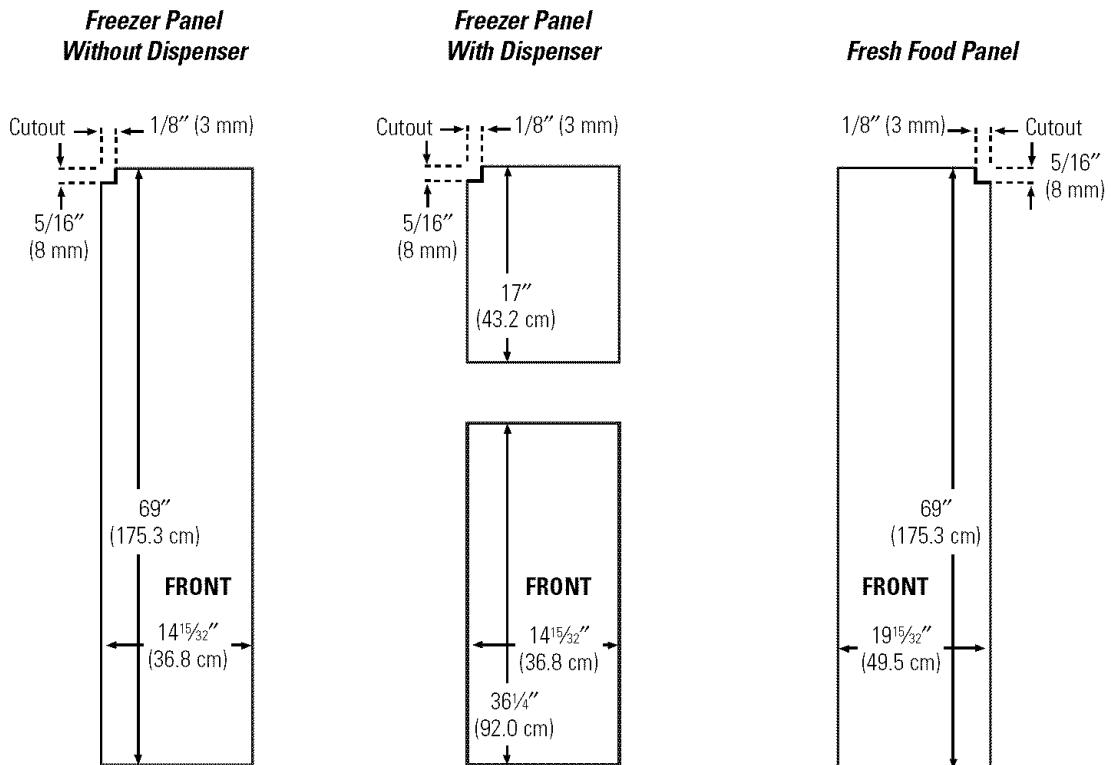 Freezer Panel
Without Dispenser
Cutout
1/8″ (3 mm)
5/16″
(8 mm)
69″
(175.3 cm)
FRONT
14 15/32″
(36.8 cm)
Freezer Panel
With Dispenser
Cutout
1/8″ (3 mm)
5/16″
(8 mm)
17″
(43.2 cm)
FRONT
14 15/32″
(36.8 cm)
36 1/4″
(92.0 cm)
Fresh Food Panel
1/8″ (3 mm)
Cutout
5/16″
(8 mm)
69″
(175.3 cm)
FRONT
19 15/32″
(49.5 cm)